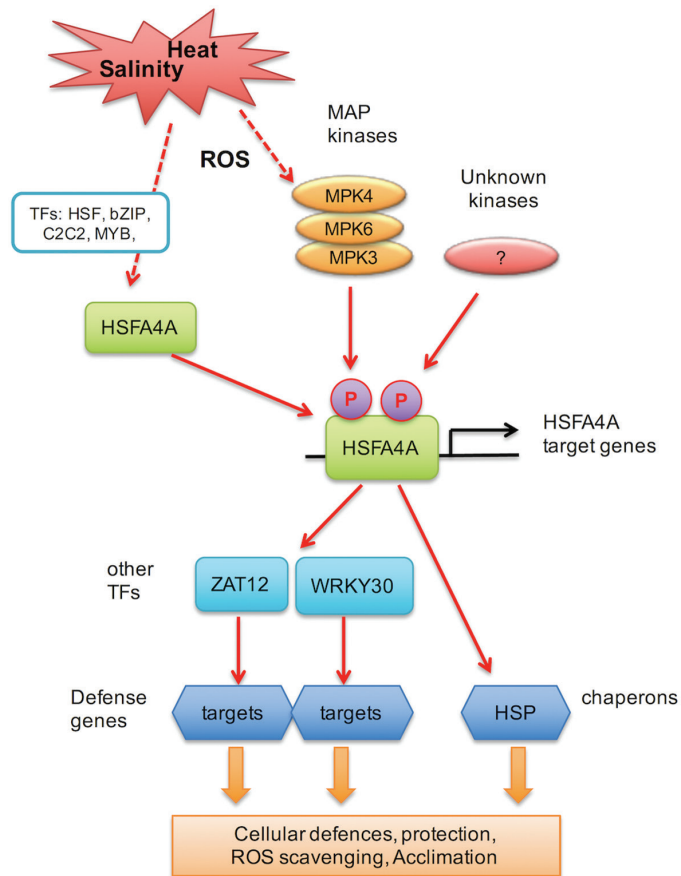 Heat
Salinity
MAP
kinases
ROS
Unknown
kinases
TFs: HSF, bZIP,
C2C2, MYB,
MPK4
MPK6
MPK3
?
HSFA4A
P
P
HSFA4A
HSFA4A
target genes
other
TFs
ZAT12
WRKY30
Defense
genes
targets
targets
HSP
chaperons
Cellular defences, protection,
ROS scavenging, Acclimation